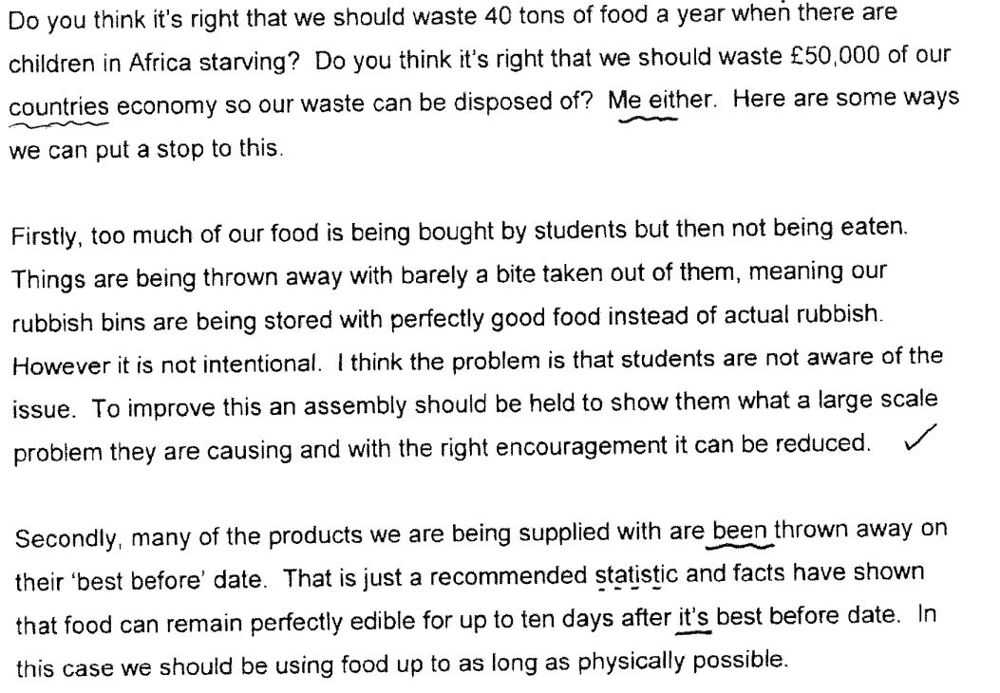 Do you think it's right that we should waste 40 tons of food a year when there are
children in Africa starving?  Do you think it's right that we should waste £50,000 of our
countries economy so our waste can be disposed of?  Me either.  Here are some ways
we can put a stop to this.

Firstly, too much of our food is being bought by students but then not being eaten.
Things are being thrown away with barely a bite taken out of them, meaning our
rubbish bins are being stored with perfectly good food instead of actual rubbish.
However it is not intentional.  I think the problem is that students are not aware of the
issue.  To improve this an assembly should be held to show them what a large scale
problem they are causing and with the right encouragement it can be reduced. ✓

Secondly, many of the products we are being supplied with are been thrown away on
their 'best before' date.  That is just a recommended statistic and facts have shown
that food can remain perfectly edible for up to ten days after it's best before date.  In
this case we should be using food up to as long as physically possible.